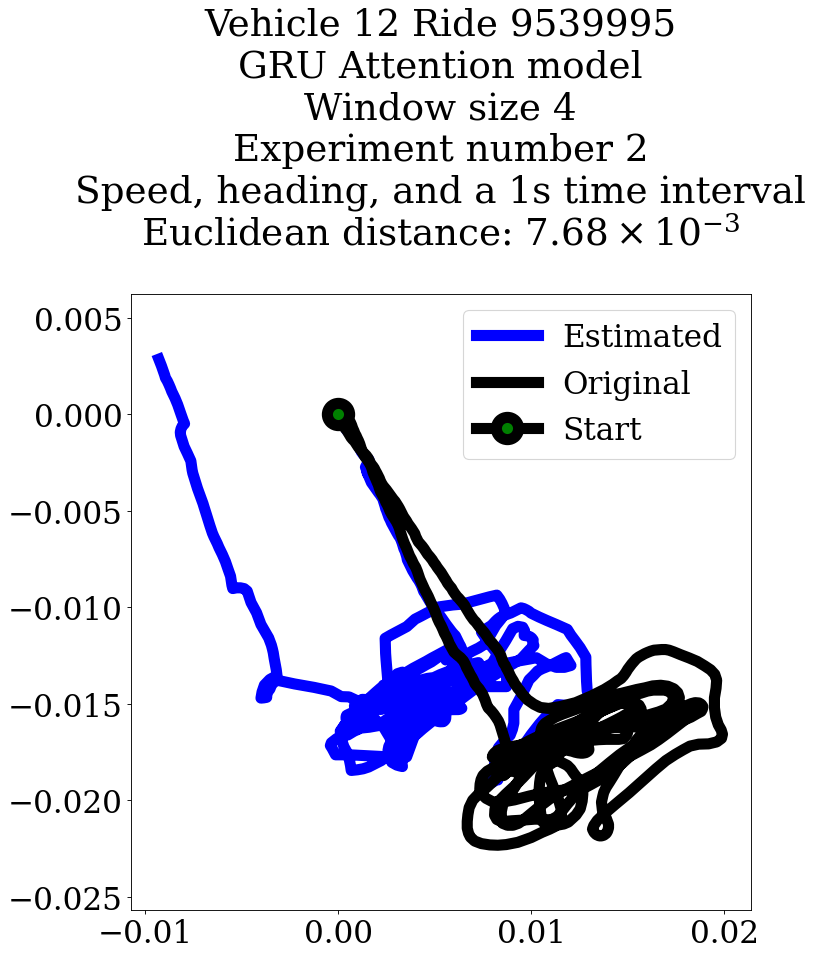 Vehicle 12 Ride 9539995
GRU Attention model
Window size 4
Experiment number 2
Speed, heading, and a 1s time interval
Euclidean distance: 7.68 × 10⁻³
Estimated
Original
Start
0.005
0.000
−0.005
−0.010
−0.015
−0.020
−0.025
−0.01
0.00
0.01
0.02